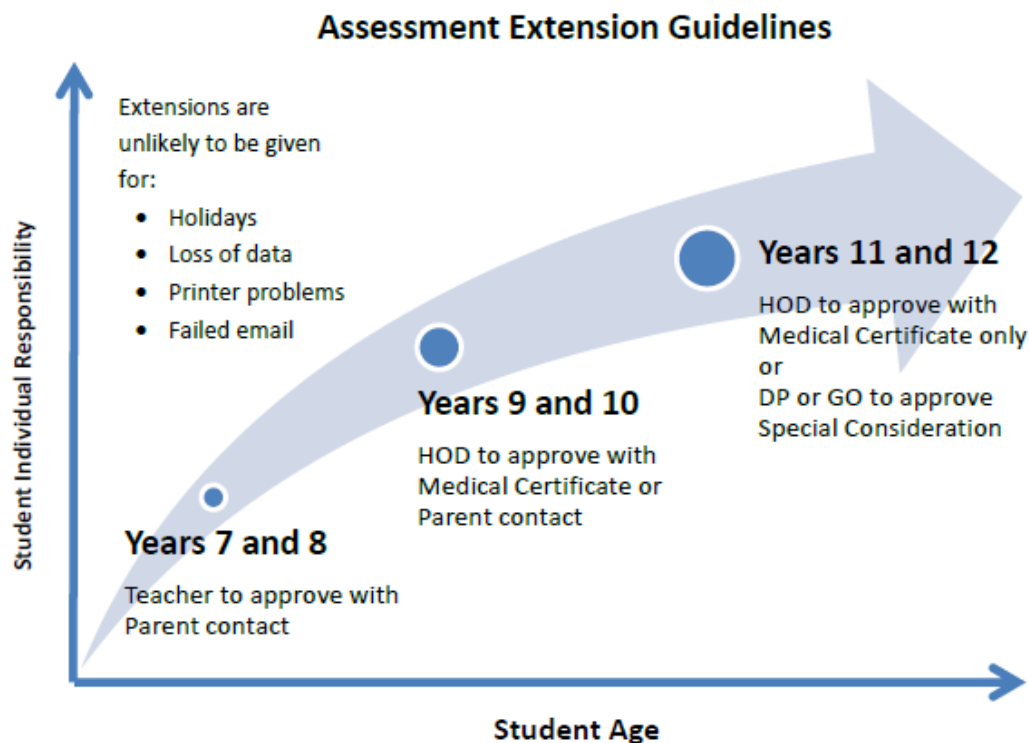 Assessment Extension Guidelines
Extensions are
unlikely to be given
for:
• Holidays
• Loss of data
• Printer problems
• Failed email
Student Individual Responsibility
Years 11 and 12
HOD to approve with
Medical Certificate only
or
DP or GO to approve
Special Consideration
Years 9 and 10
HOD to approve with
Medical Certificate or
Parent contact
Years 7 and 8
Teacher to approve with
Parent contact
Student Age